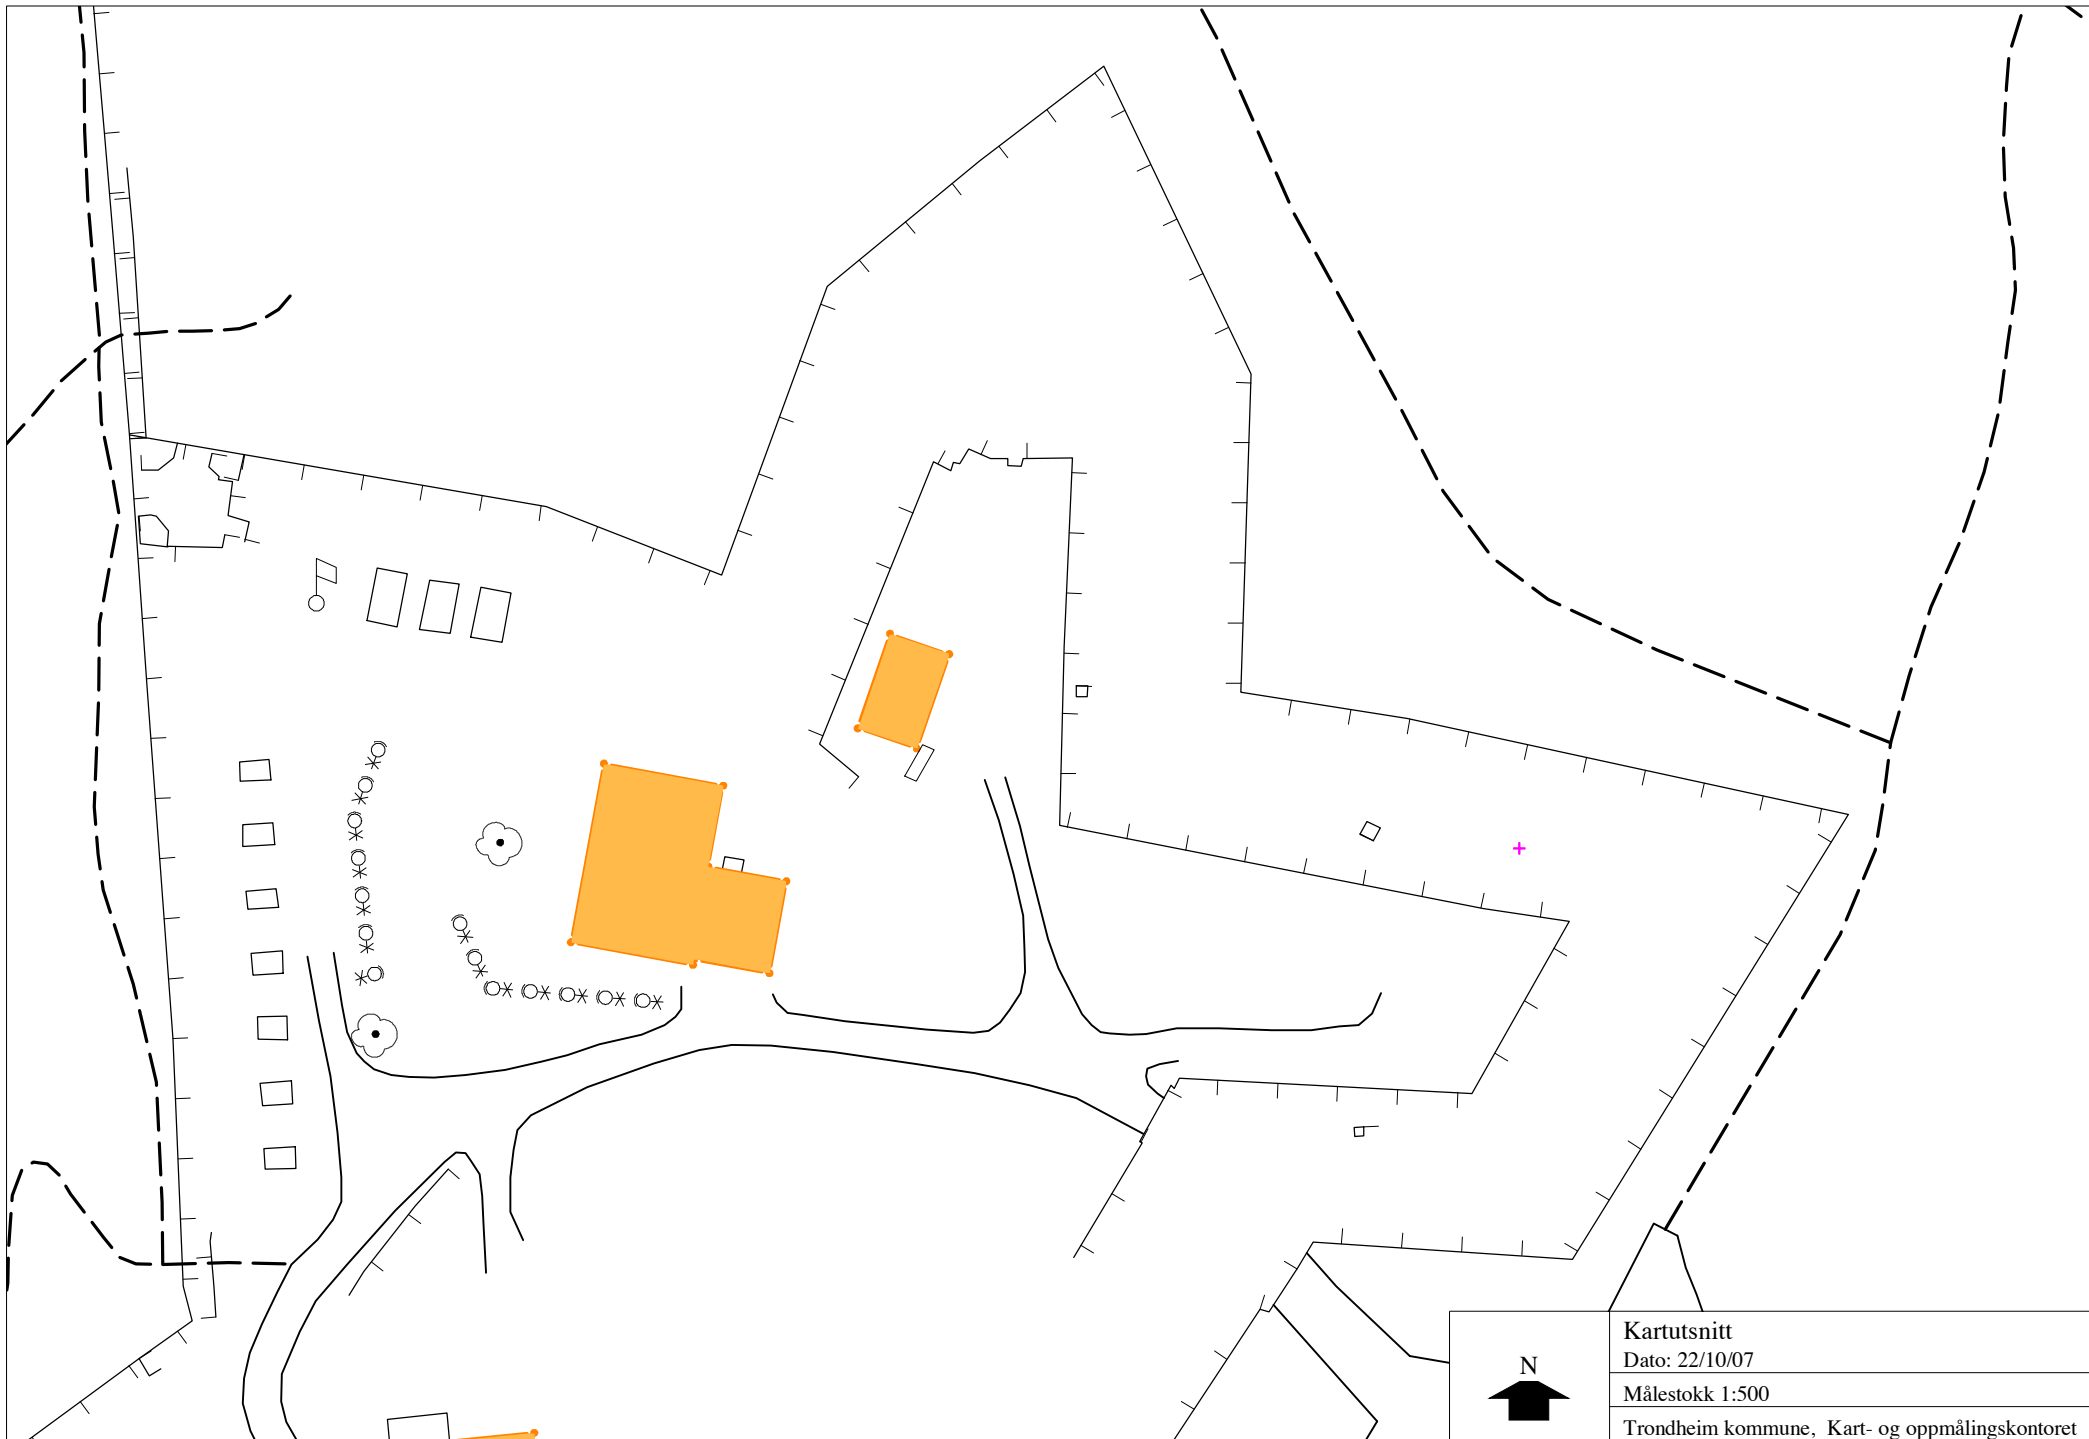 N
Kartutsnitt
Dato: 22/10/07
Målestokk 1:500
Trondheim kommune, Kart- og oppmålingskontoret